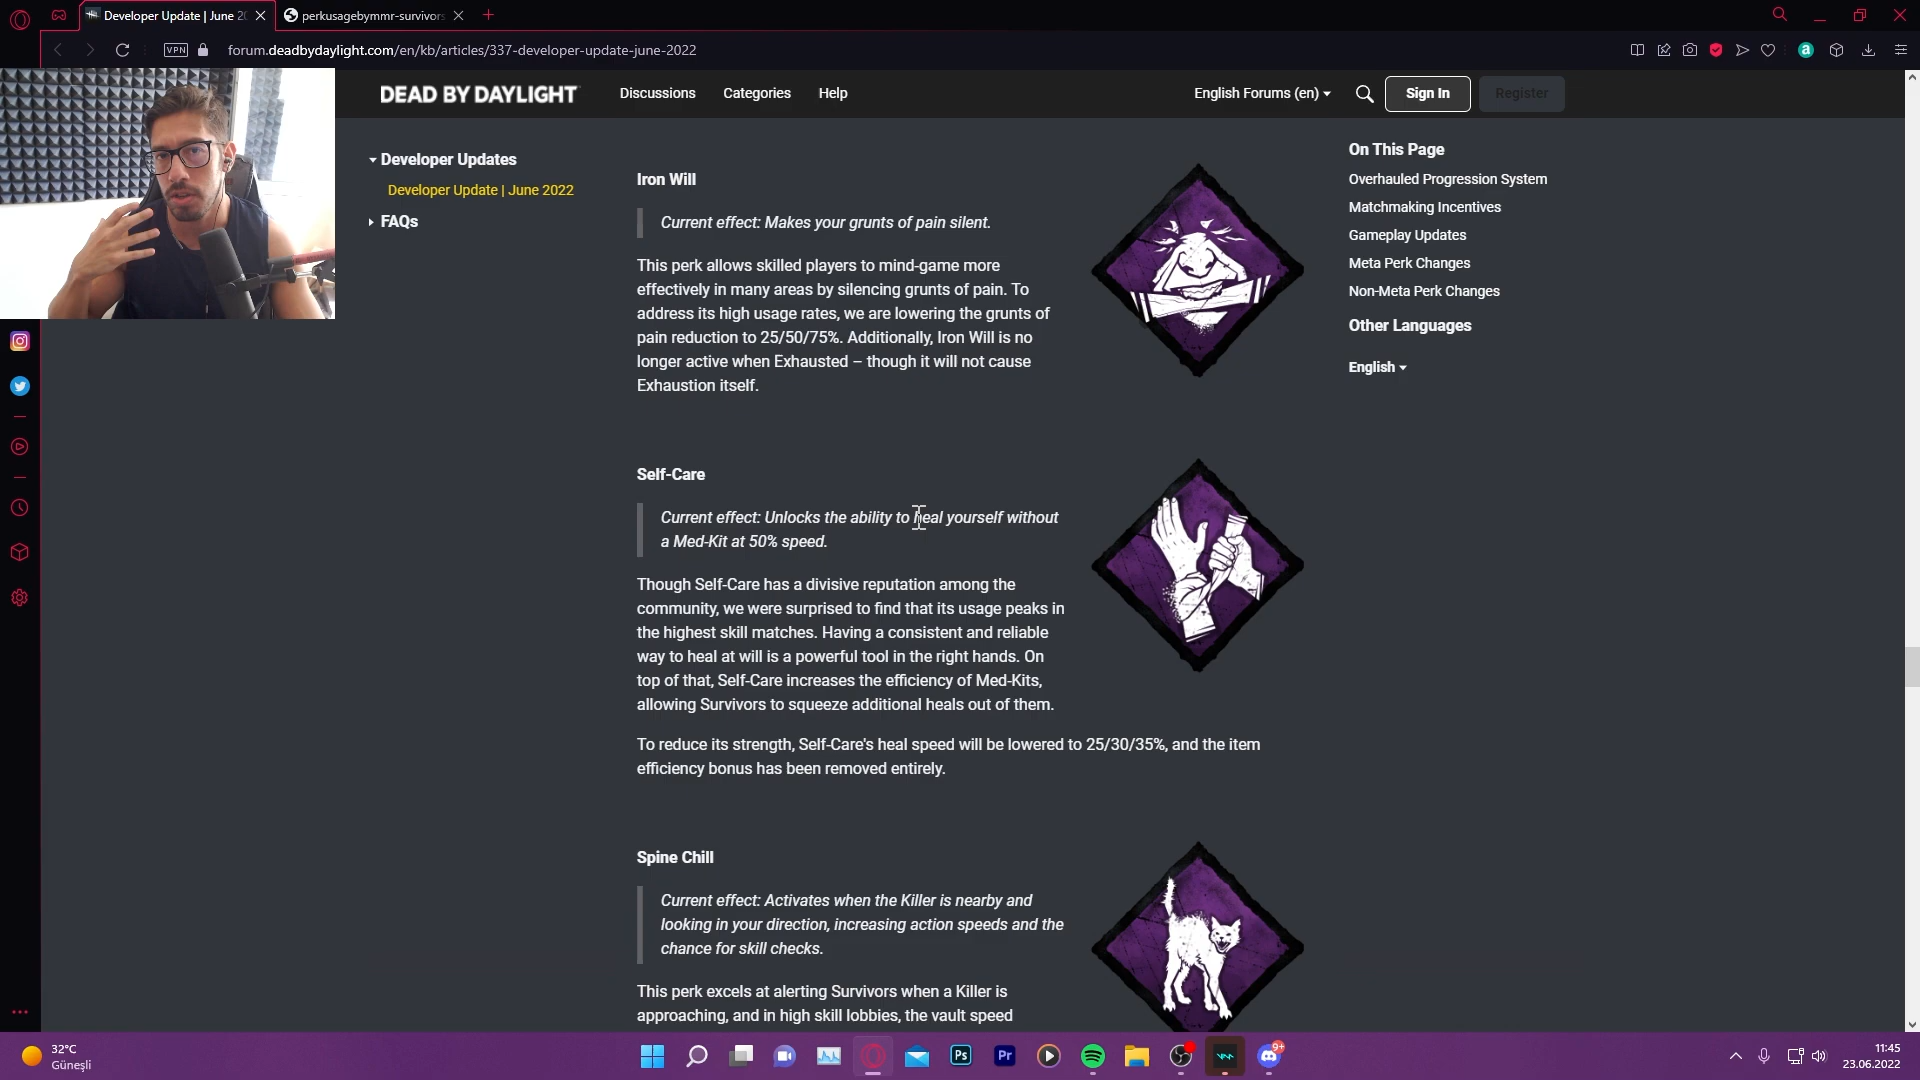 Developer Update | June 20
perkusagebymmr-survivors
VPN
forum.deadbydaylight.com/en/kb/articles/337-developer-update-june-2022
DEAD BY DAYLIGHT
Discussions
Categories
Help
English Forums (en)
Sign In
Register
Developer Updates
Developer Update | June 2022
FAQs
Iron Will
Current effect: Makes your grunts of pain silent.
This perk allows skilled players to mind-game more
effectively in many areas by silencing grunts of pain. To
address its high usage rates, we are lowering the grunts of
pain reduction to 25/50/75%. Additionally, Iron Will is no
longer active when Exhausted – though it will not cause
Exhaustion itself.
Self-Care
Current effect: Unlocks the ability to heal yourself without
a Med-Kit at 50% speed.
Though Self-Care has a divisive reputation among the
community, we were surprised to find that its usage peaks in
the highest skill matches. Having a consistent and reliable
way to heal at will is a powerful tool in the right hands. On
top of that, Self-Care increases the efficiency of Med-Kits,
allowing Survivors to squeeze additional heals out of them.
To reduce its strength, Self-Care's heal speed will be lowered to 25/30/35%, and the item
efficiency bonus has been removed entirely.
Spine Chill
Current effect: Activates when the Killer is nearby and
looking in your direction, increasing action speeds and the
chance for skill checks.
This perk excels at alerting Survivors when a Killer is
approaching, and in high skill lobbies, the vault speed
On This Page
Overhauled Progression System
Matchmaking Incentives
Gameplay Updates
Meta Perk Changes
Non-Meta Perk Changes
Other Languages
English
32°C
Güneşli
Ps
Pr
9+
11:45
23.06.2022